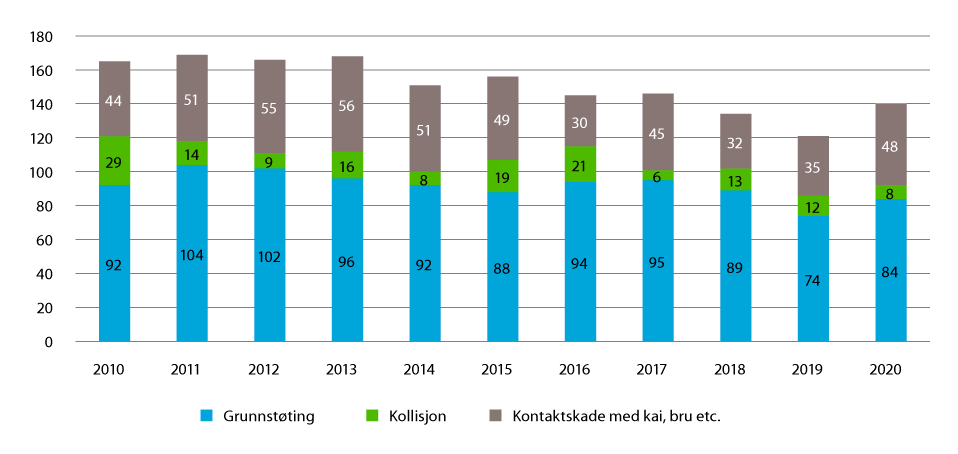 180
160
140
120
100
80
60
40
20
0
44 51 55 56 51 49 30 45 32 35 48
29 14 9 16 8 19 21 6 13 12 8
92 104 102 96 92 88 94 95 89 74 84
2010 2011 2012 2013 2014 2015 2016 2017 2018 2019 2020
Grunnstøting Kollisjon Kontaktskade med kai, bru etc.